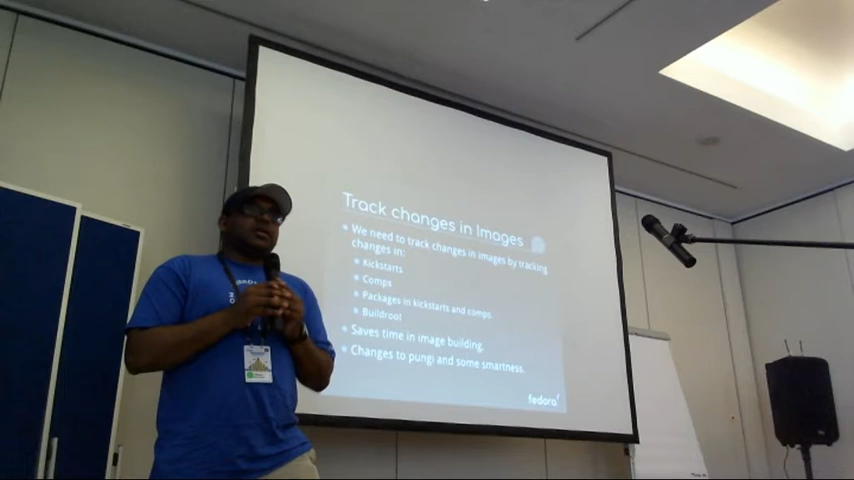 Track changes in Images
We need to track changes in images by tracking
changes in:
Kickstarts
Comps
Packages in kickstarts and comps.
Buildroot
Saves time in image building.
Changes to pungi and some smartness.
fedora